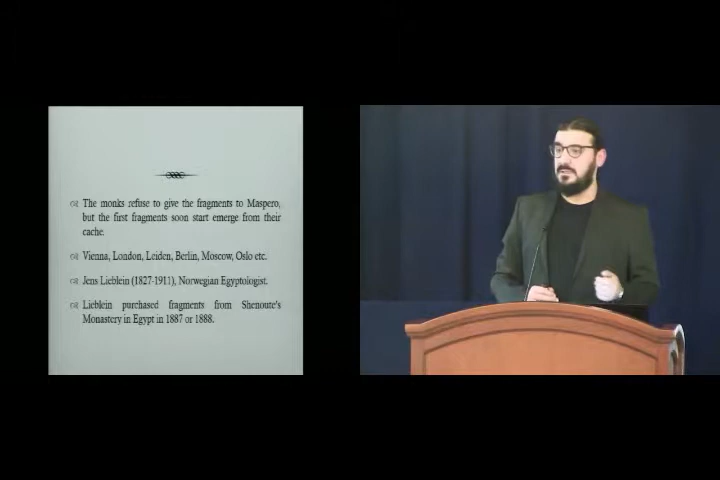 The monks refuse to give the fragments to Maspero,
but the first fragments soon start emerge from their
cache.
Vienna, London, Leiden, Berlin, Moscow, Oslo etc.
Jens Lieblein (1827-1911), Norwegian Egyptologist.
Lieblein purchased fragments from Shenoute's
Monastery in Egypt in 1887 or 1888.